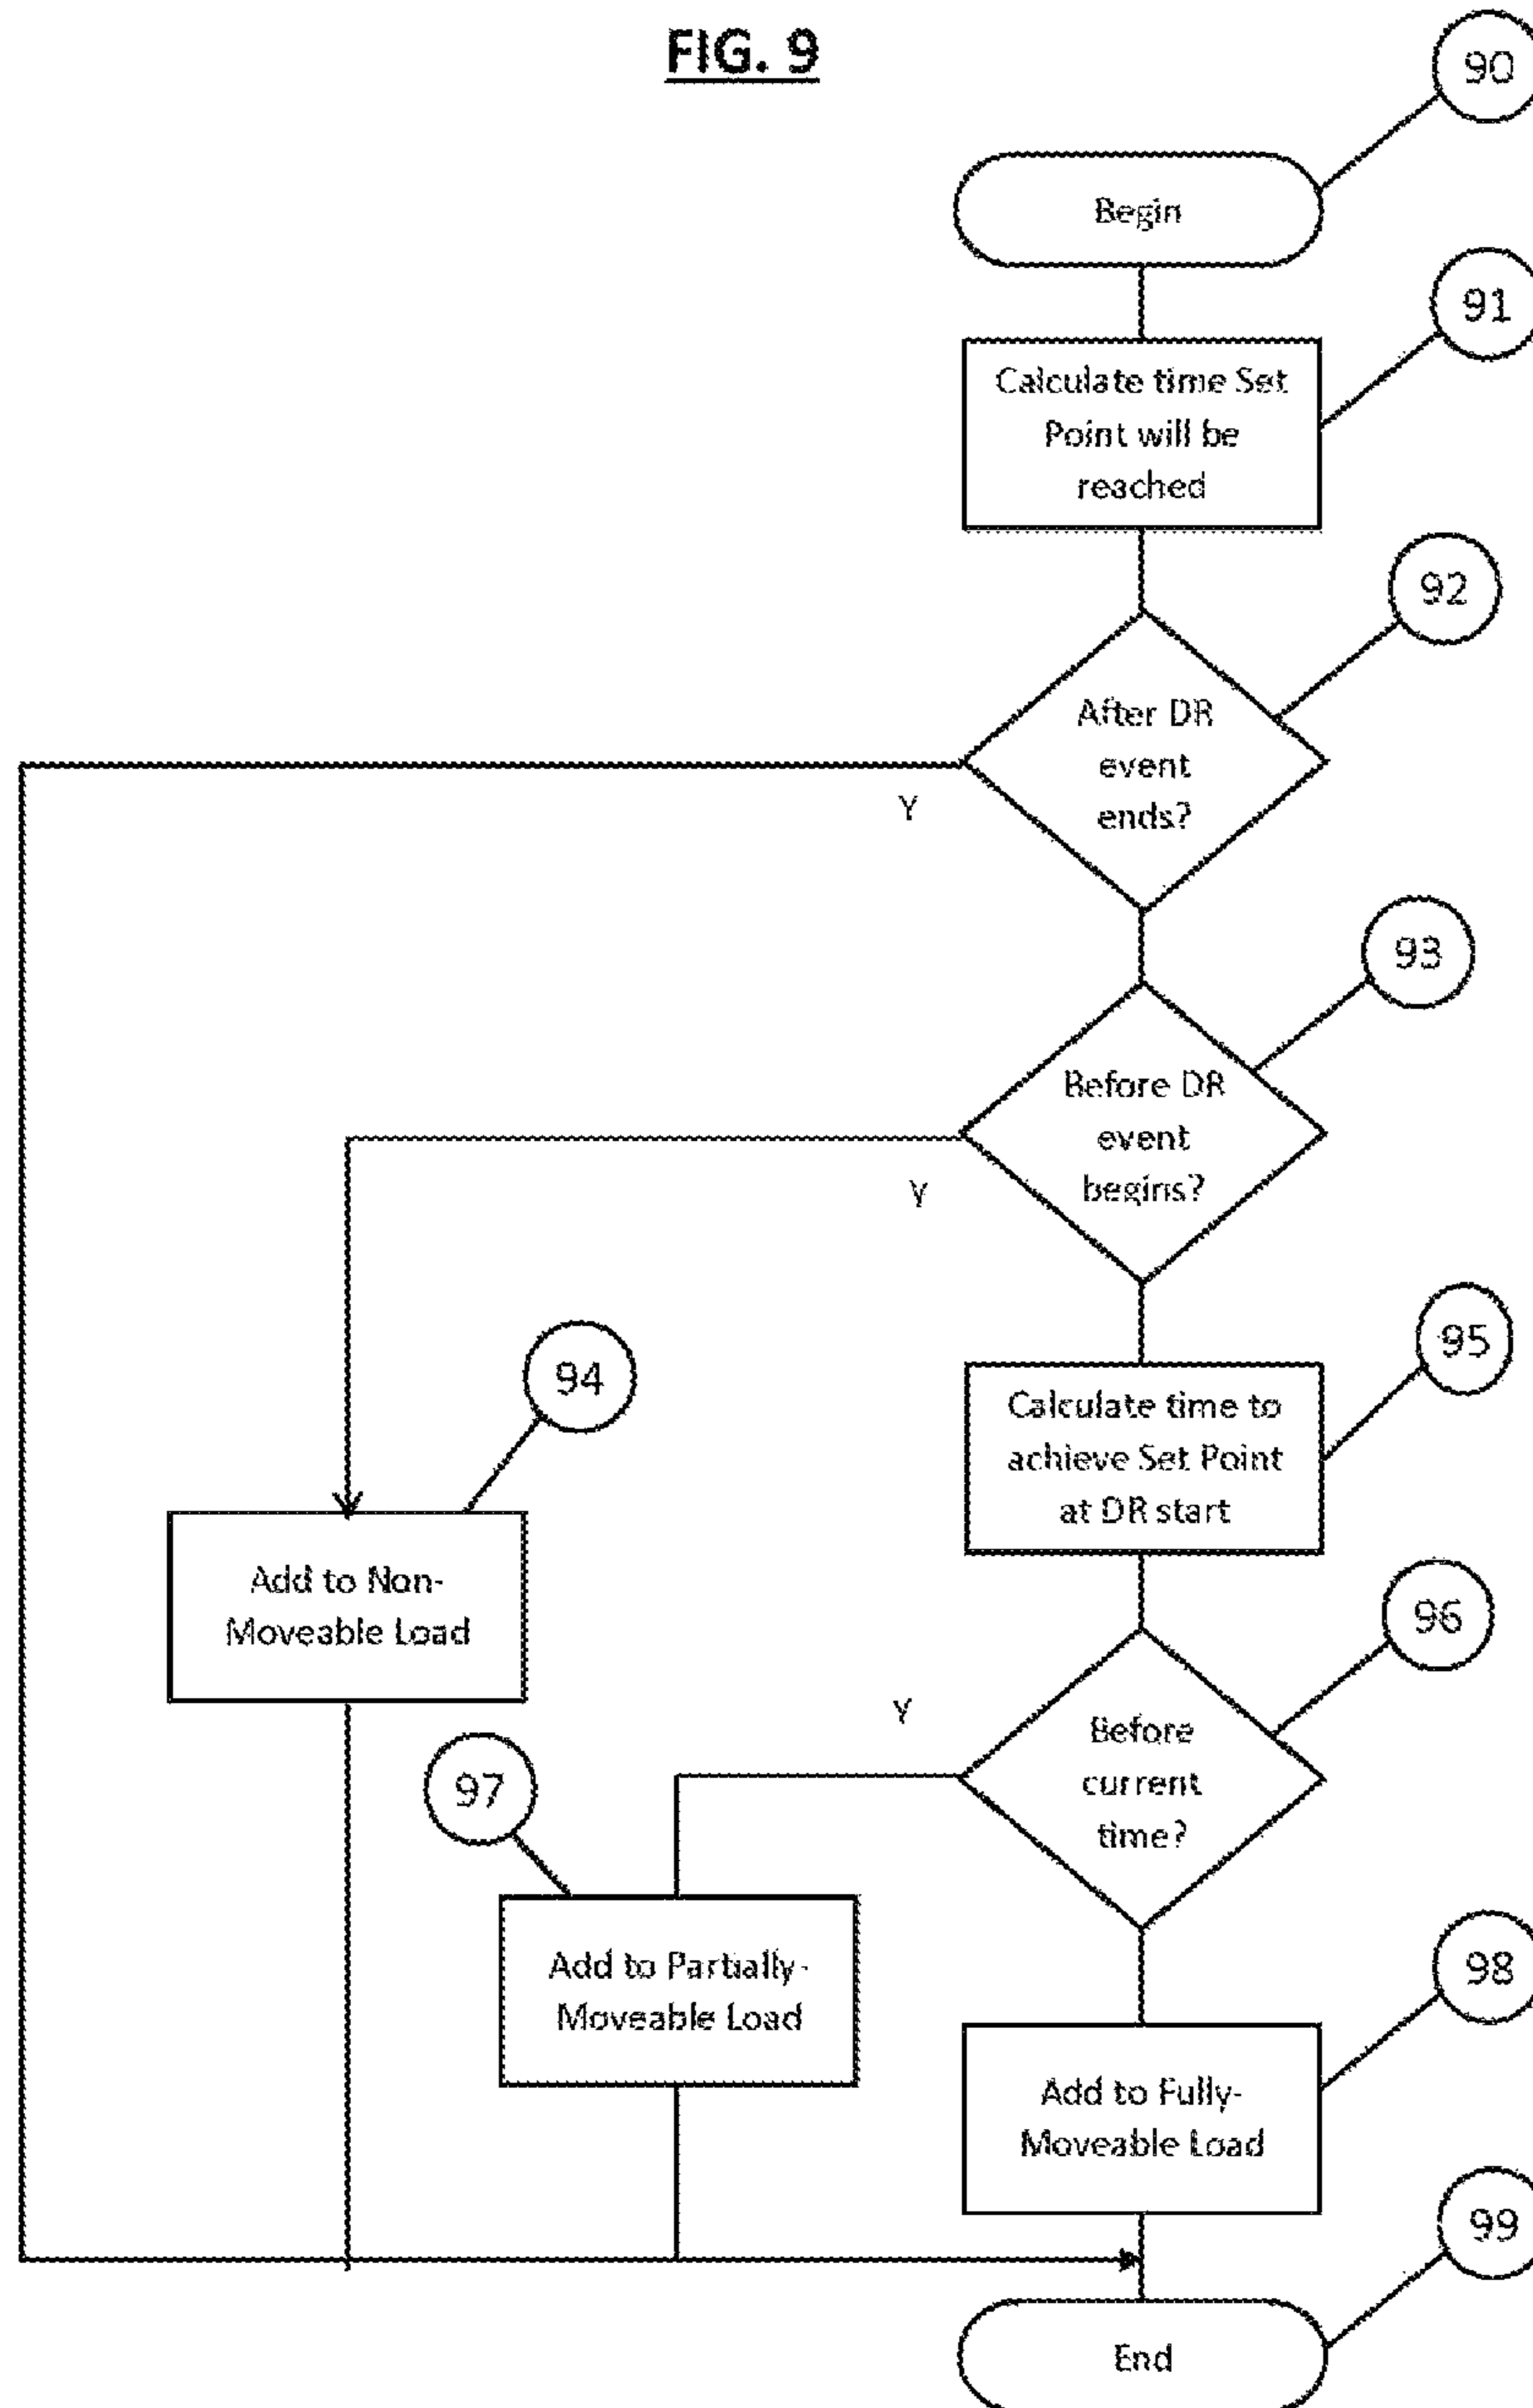 FIG. 9
90
Begin
91
Calculate time Set
Point will be
reached
92
After DR
event
ends?
Y
93
Before DR
event
begins?
Y
94
Add to Non-
Moveable Load
95
Calculate time to
achieve Set Point
at DR start
96
Before
current
time?
Y
97
Add to Partially-
Moveable Load
98
Add to Fully-
Moveable Load
99
End